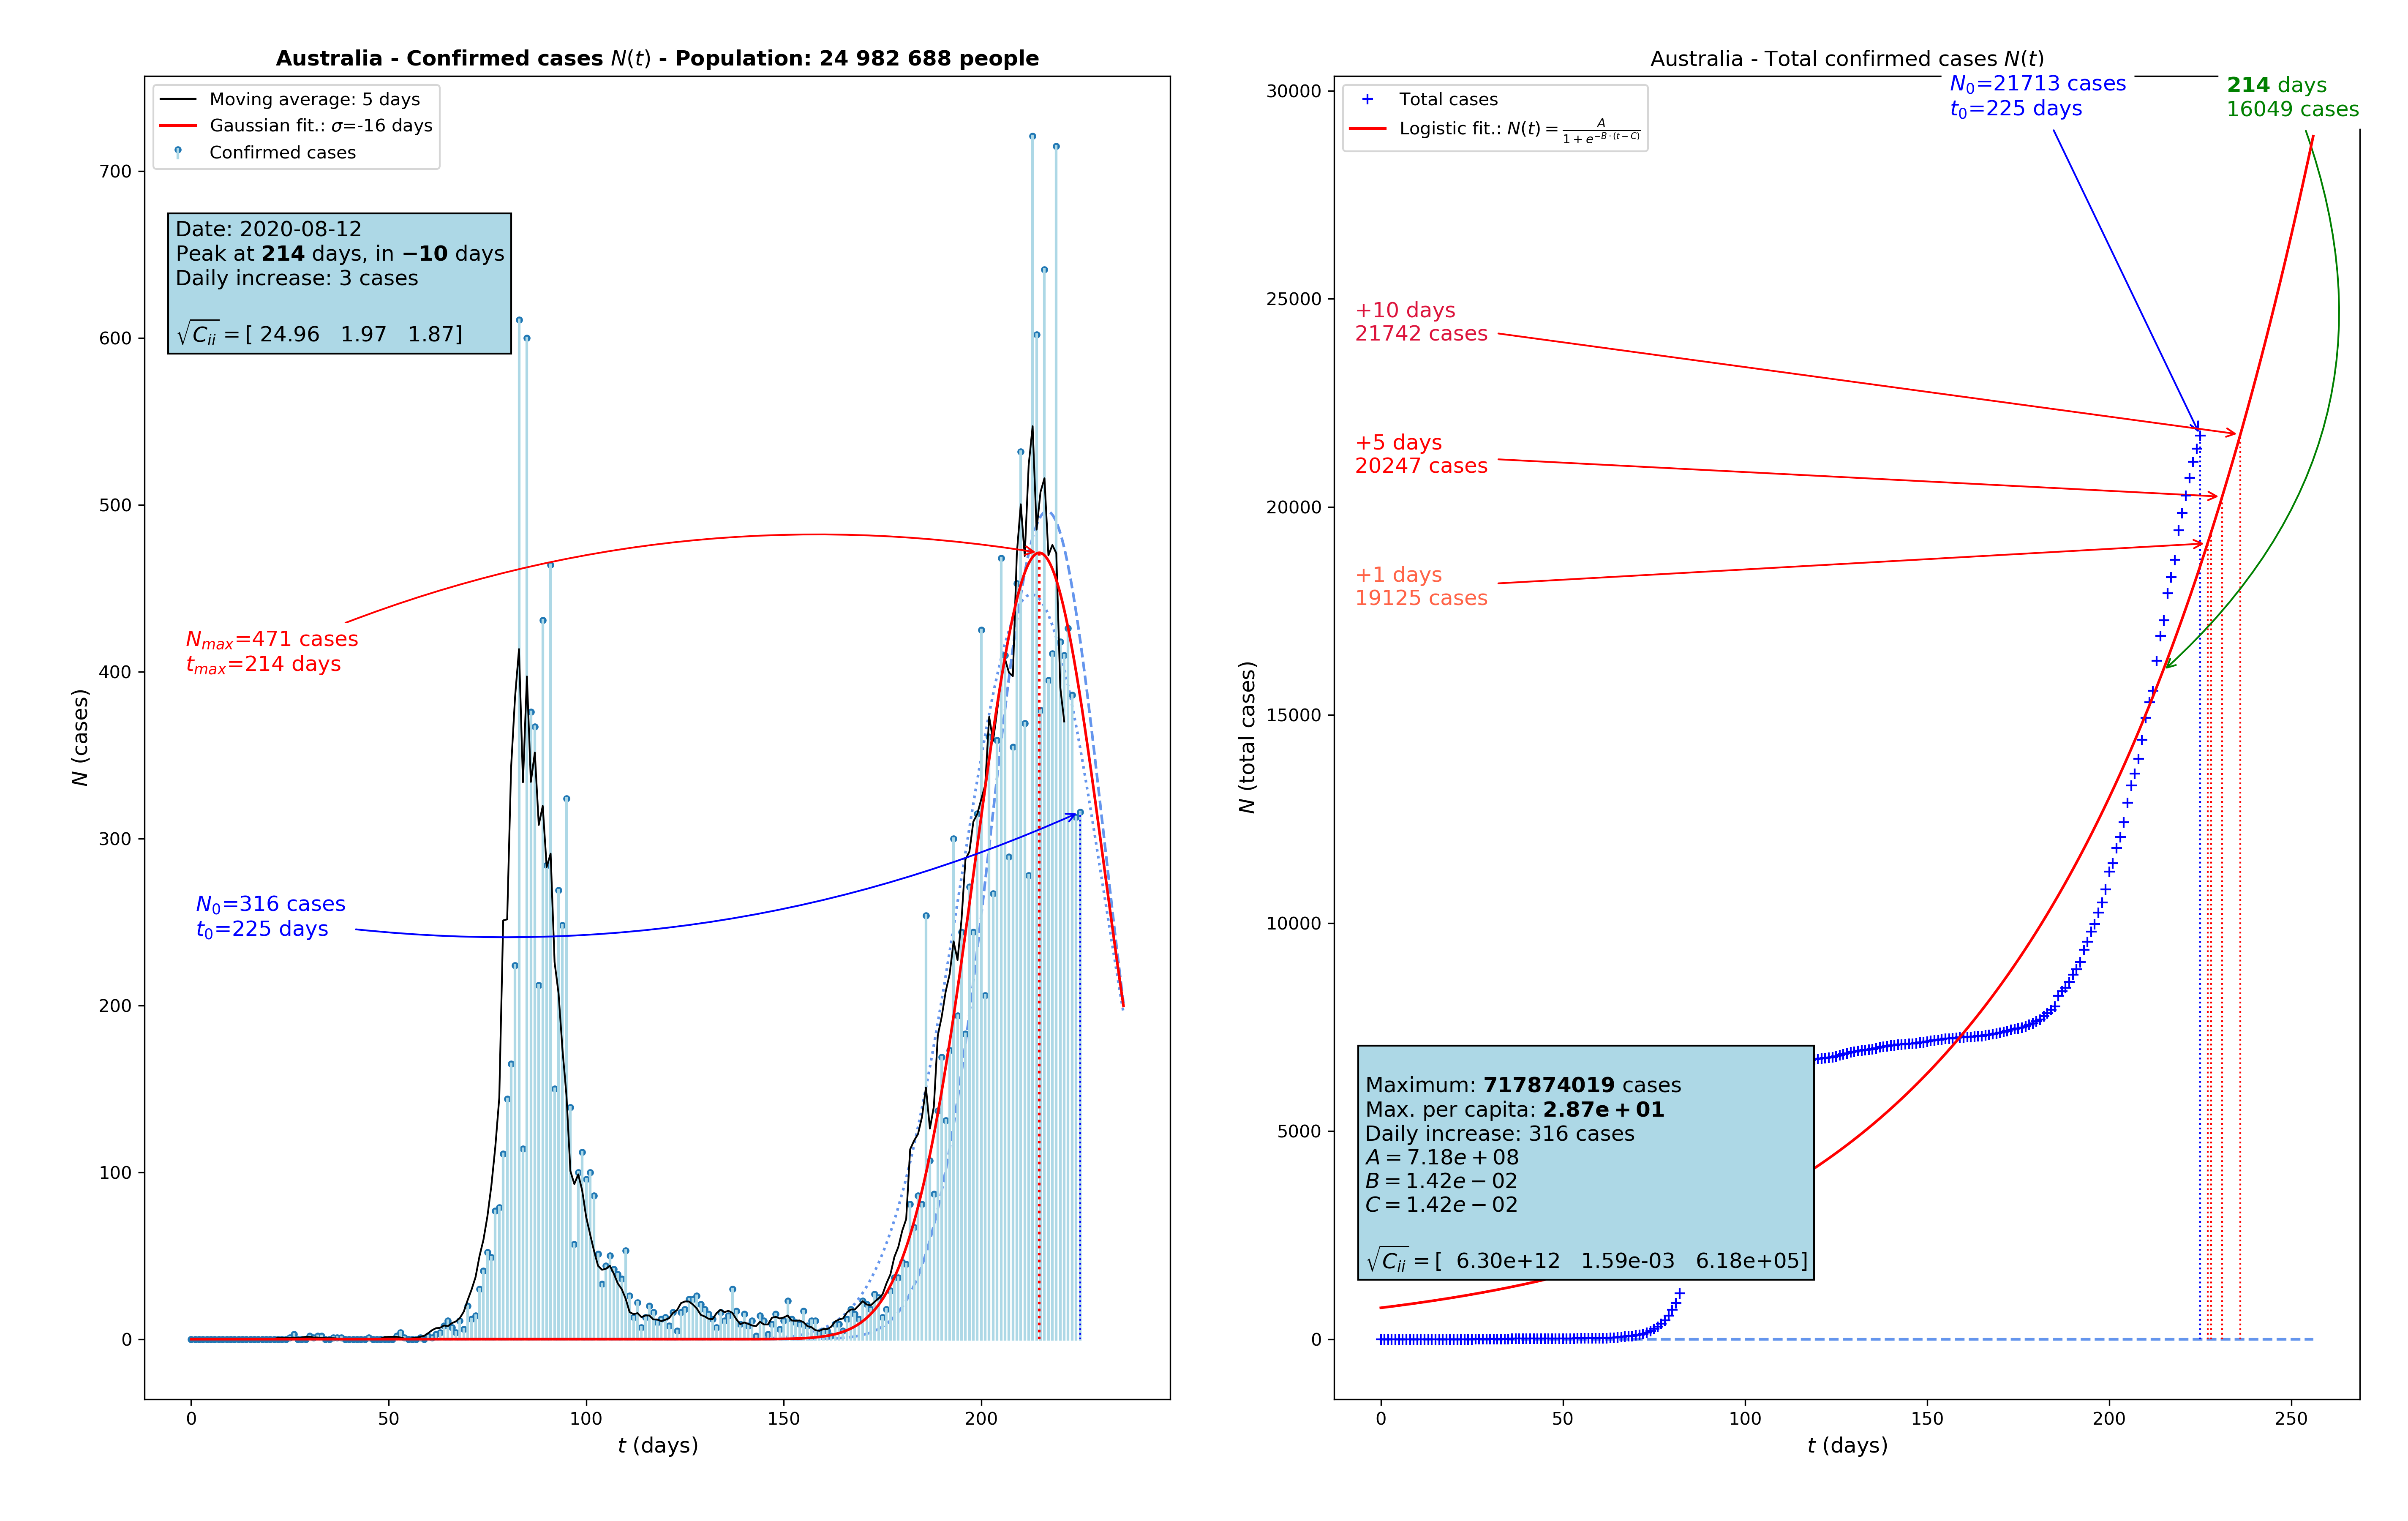 Australia - Confirmed cases N(t) - Population: 24 982 688 people
Moving average: 5 days
Gaussian fit.: σ=-16 days
Confirmed cases
Date: 2020-08-12
Peak at 214 days, in −10 days
Daily increase: 3 cases
√C_ii = [ 24.96 1.97 1.87]
N_max=471 cases
t_max=214 days
N_0=316 cases
t_0=225 days
700
600
500
400
300
200
100
0
N (cases)
0 50 100 150 200
t (days)
Australia - Total confirmed cases N(t)
Total cases
Logistic fit.: N(t) = A / (1 + e^{−B·(t−C)})
N_0=21713 cases
t_0=225 days
214 days
16049 cases
+10 days
21742 cases
+5 days
20247 cases
+1 days
19125 cases
Maximum: 717874019 cases
Max. per capita: 2.87e + 01
Daily increase: 316 cases
A = 7.18e + 08
B = 1.42e − 02
C = 1.42e − 02
√C_ii = [ 6.30e+12 1.59e-03 6.18e+05]
30000
25000
20000
15000
10000
5000
0
N (total cases)
0 50 100 150 200 250
t (days)